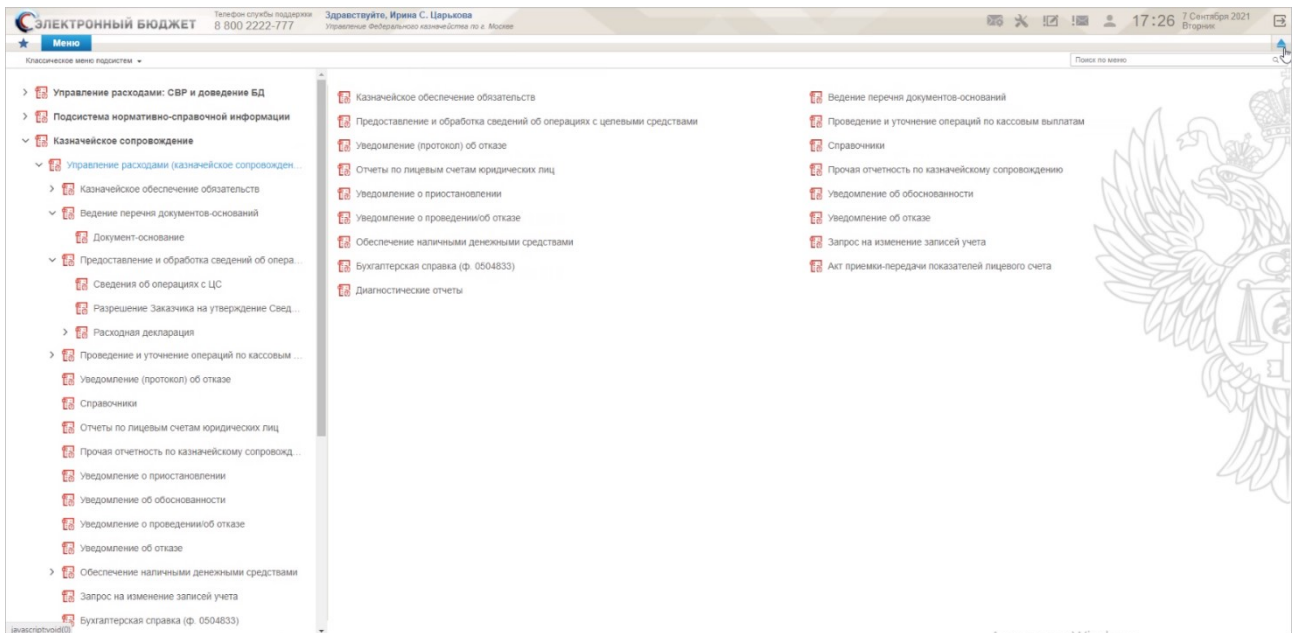 ЭЛЕКТРОННЫЙ БЮДЖЕТ
Телефон службы поддержки
8 800 2222-777
Здравствуйте, Ирина С. Царькова
Управление Федерального казначейства по г. Москве
17:26
7 Сентября 2021
Вторник
Меню
Классическое меню подсистем
Поиск по меню
Управление расходами: СВР и доведение БД
Подсистема нормативно-справочной информации
Казначейское сопровождение
Управление расходами (казначейское сопровожден...
Казначейское обеспечение обязательств
Ведение перечня документов-оснований
Документ-основание
Предоставление и обработка сведений об опера...
Сведения об операциях с ЦС
Разрешение Заказчика на утверждение Свед...
Расходная декларация
Проведение и уточнение операций по кассовым ...
Уведомление (протокол) об отказе
Справочники
Отчеты по лицевым счетам юридических лиц
Прочая отчетность по казначейскому сопровожд...
Уведомление о приостановлении
Уведомление об обоснованности
Уведомление о проведении/об отказе
Уведомление об отказе
Обеспечение наличными денежными средствами
Запрос на изменение записей учета
Бухгалтерская справка (ф. 0504833)
javascript:void(0)
Казначейское обеспечение обязательств
Предоставление и обработка сведений об операциях с целевыми средствами
Уведомление (протокол) об отказе
Отчеты по лицевым счетам юридических лиц
Уведомление о приостановлении
Уведомление о проведении/об отказе
Обеспечение наличными денежными средствами
Бухгалтерская справка (ф. 0504833)
Диагностические отчеты
Ведение перечня документов-оснований
Проведение и уточнение операций по кассовым выплатам
Справочники
Прочая отчетность по казначейскому сопровождению
Уведомление об обоснованности
Уведомление об отказе
Запрос на изменение записей учета
Акт приемки-передачи показателей лицевого счета